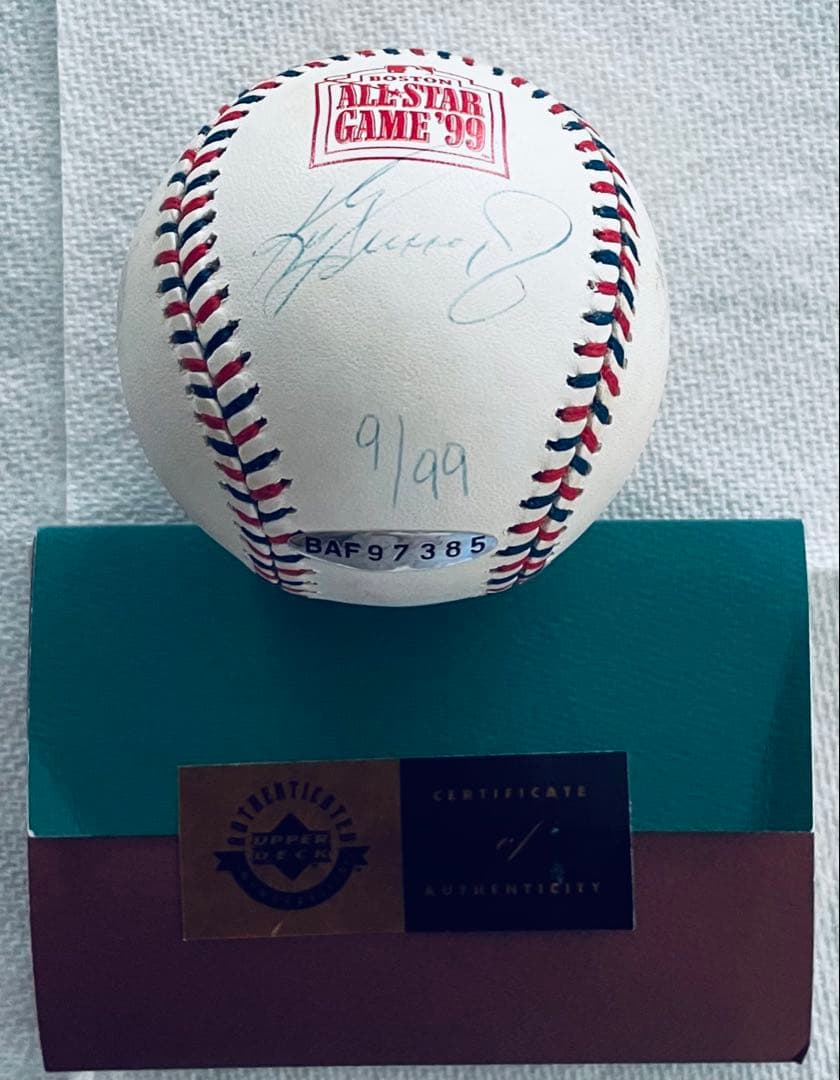 BOSTON
ALL-STAR
GAME '99
9/99
BAF97385
AUTHENTICATED
UPPER
DECK
CERTIFICATE
of
AUTHENTICITY